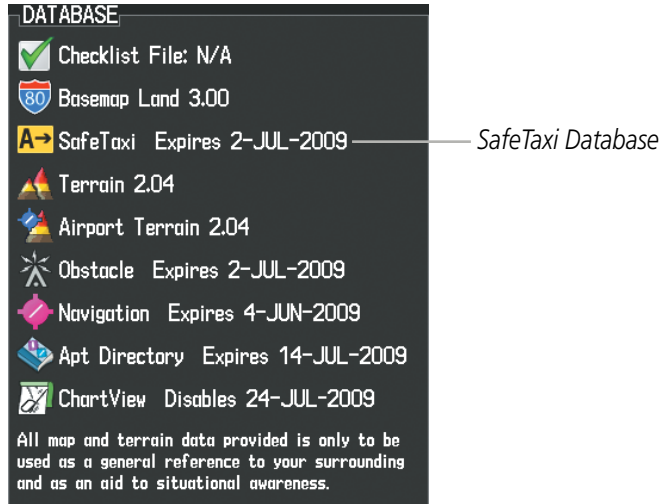 DATABASE
Checklist File: N/A
80 Basemap Land 3.00
A→ SafeTaxi Expires 2-JUL-2009 SafeTaxi Database
Terrain 2.04
Airport Terrain 2.04
Obstacle Expires 2-JUL-2009
Navigation Expires 4-JUN-2009
Apt Directory Expires 14-JUL-2009
ChartView Disables 24-JUL-2009
All map and terrain data provided is only to be
used as a general reference to your surrounding
and as an aid to situational awareness.